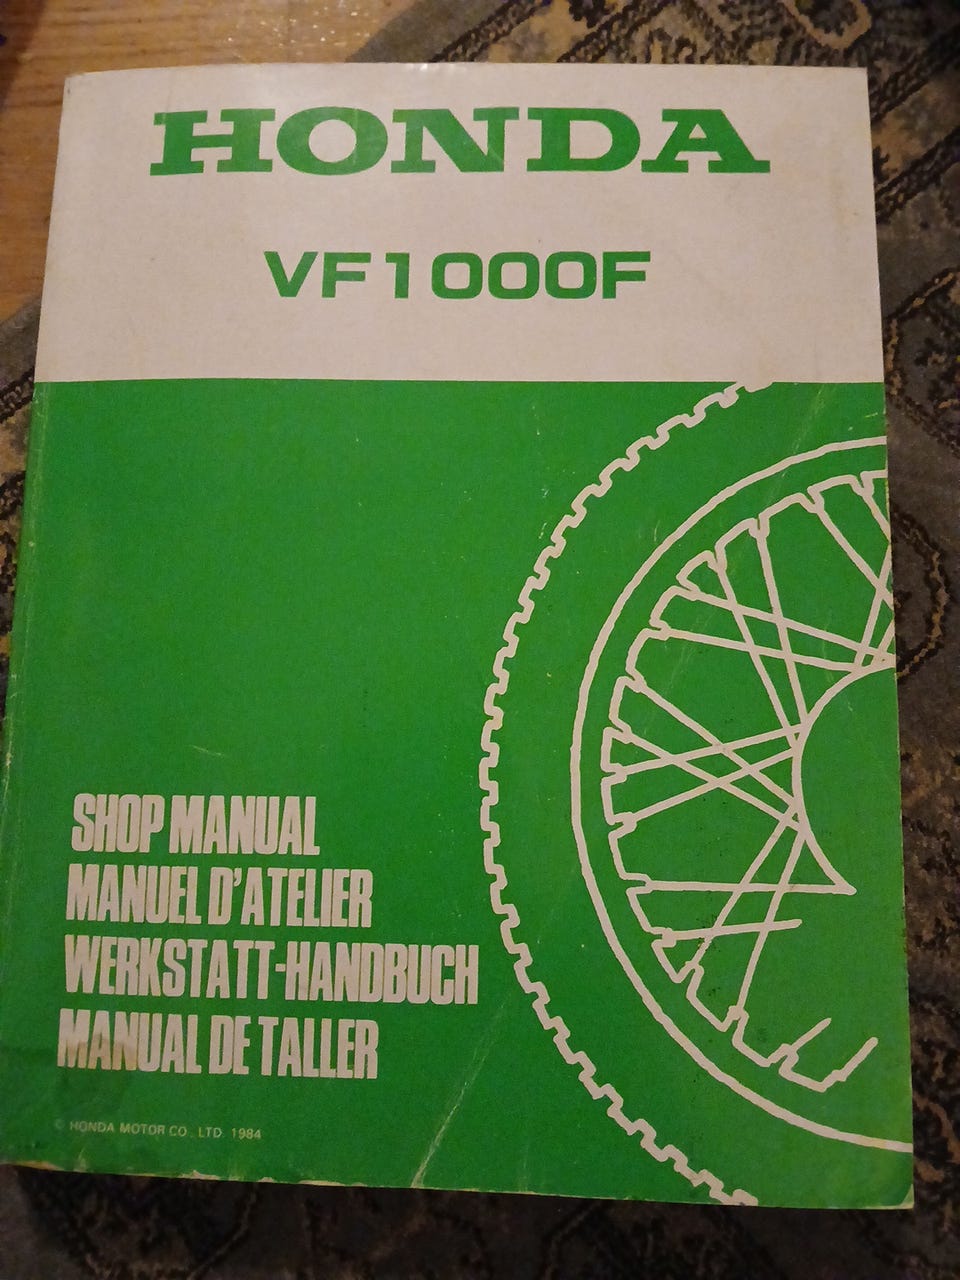 HONDA
VF1000F
SHOP MANUAL
MANUEL D'ATELIER
WERKSTATT-HANDBUCH
MANUAL DE TALLER
© HONDA MOTOR CO., LTD. 1984